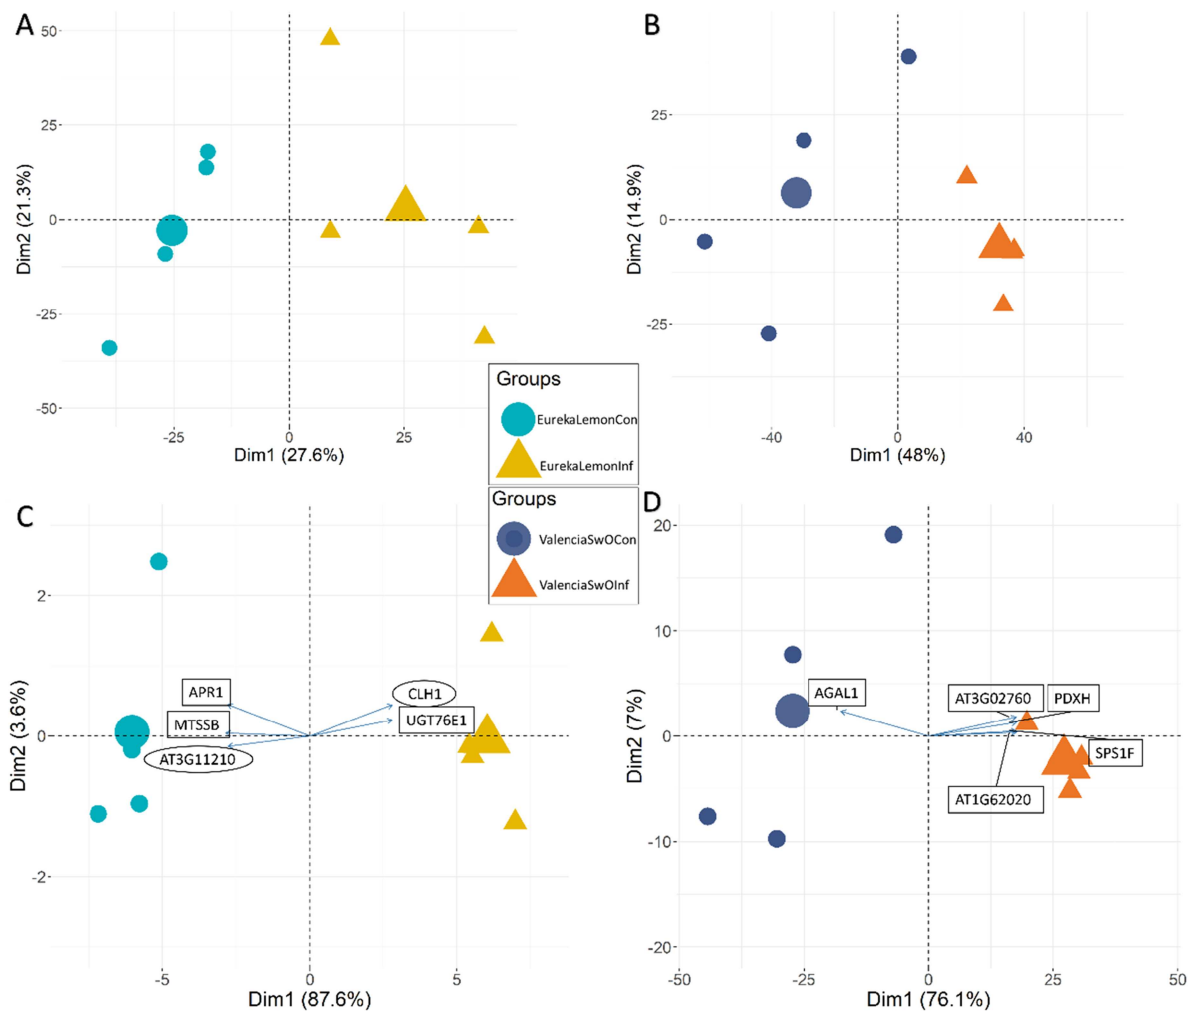 A
50
25
0
-25
-50
Dim2 (21.3%)
-25
0
25
Dim1 (27.6%)
B
25
0
-25
Dim2 (14.9%)
-40
0
40
Dim1 (48%)
Groups
EurekaLemonCon
EurekaLemonInf
Groups
ValenciaSwOCon
ValenciaSwOInf
C
2
0
-2
Dim2 (3.6%)
APR1
MTSSB
AT3G11210
CLH1
UGT76E1
-5
0
5
Dim1 (87.6%)
D
20
10
0
-10
-20
Dim2 (7%)
AGAL1
AT3G02760
PDXH
SPS1F
AT1G62020
-50
-25
0
25
50
Dim1 (76.1%)